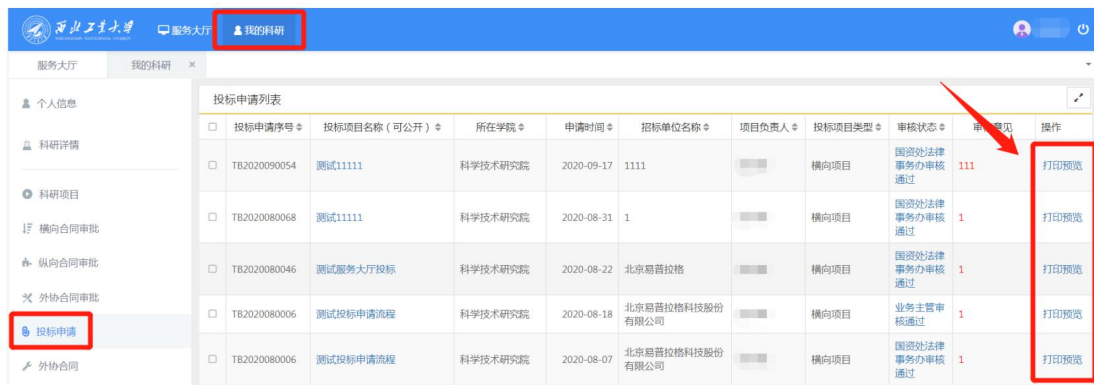 西北工业大学 服务大厅 我的科研
服务大厅 我的科研 ×
个人信息
科研详情
科研项目
横向合同审批
纵向合同审批
外协合同审批
投标申请
外协合同
投标申请列表
投标申请序号 投标项目名称（可公开） 所在学院 申请时间 招标单位名称 项目负责人 投标项目类型 审核状态 操作
TB2020090054 测试11111 科学技术研究院 2020-09-17 1111 横向项目 国资处法律事务办审核通过 111 打印预览
TB2020080068 测试11111 科学技术研究院 2020-08-31 1 横向项目 国资处法律事务办审核通过 1 打印预览
TB2020080046 测试服务大厅投标 科学技术研究院 2020-08-22 北京易普拉格 横向项目 国资处法律事务办审核通过 1 打印预览
TB2020080006 测试投标申请流程 科学技术研究院 2020-08-18 北京易普拉格科技股份有限公司 横向项目 业务主管审核通过 1 打印预览
TB2020080006 测试投标申请流程 科学技术研究院 2020-08-07 北京易普拉格科技股份有限公司 横向项目 国资处法律事务办审核通过 1 打印预览